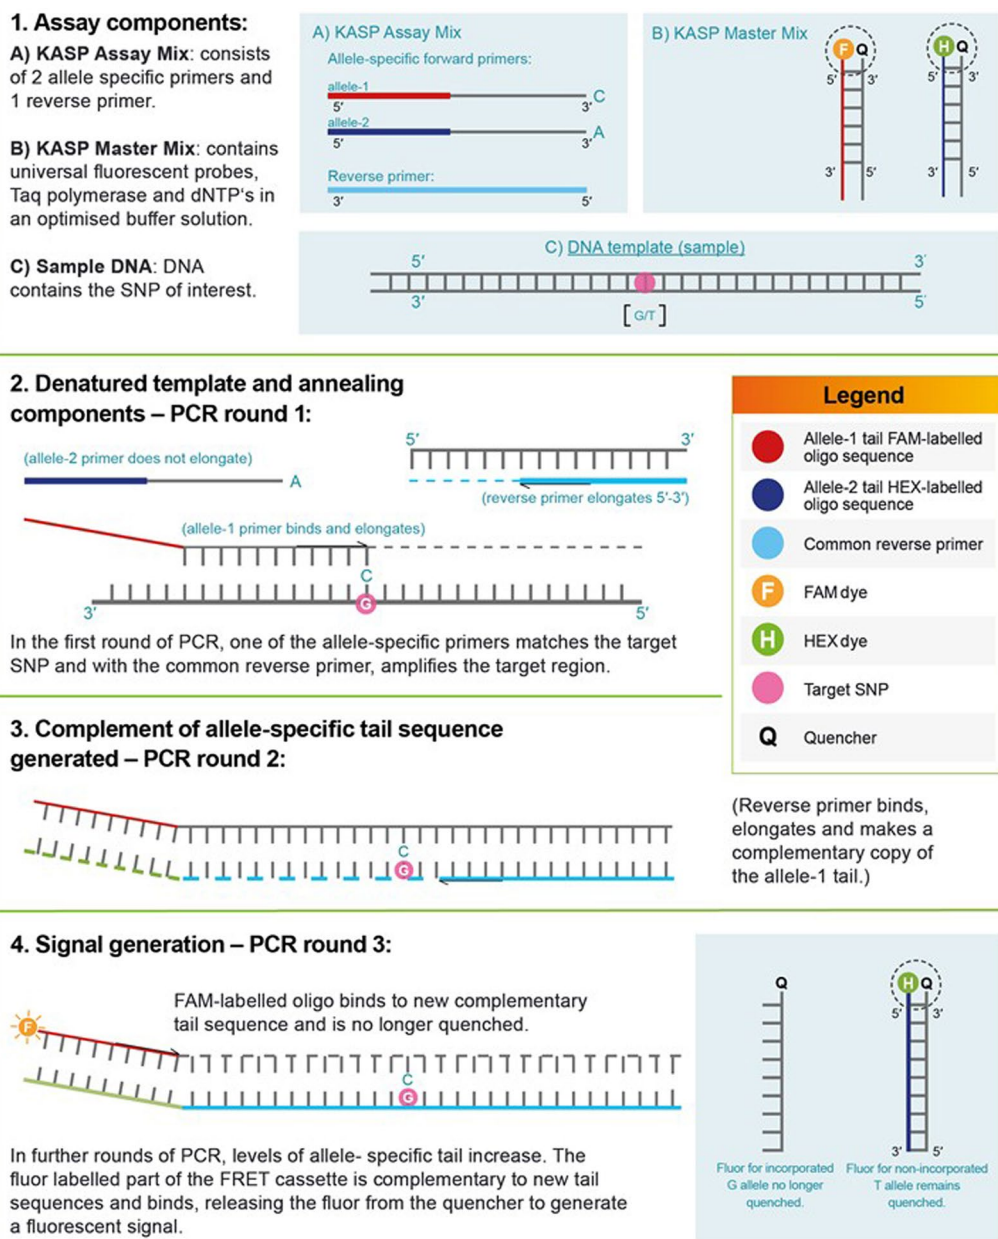 1. Assay components:
A) KASP Assay Mix: consists
of 2 allele specific primers and
1 reverse primer.
B) KASP Master Mix: contains
universal fluorescent probes,
Taq polymerase and dNTP's in
an optimised buffer solution.
C) Sample DNA: DNA
contains the SNP of interest.
A) KASP Assay Mix
Allele-specific forward primers:
allele-1
C
5' 3'
allele-2
A
5' 3'
Reverse primer:
3' 5'
B) KASP Master Mix
F Q H Q
5' 3' 5' 3'
3' 5' 3' 5'
C) DNA template (sample)
5' 3'
3' 5'
[ G/T ]
2. Denatured template and annealing
components – PCR round 1:
(allele-2 primer does not elongate)
A
5' 3'
(reverse primer elongates 5'-3')
(allele-1 primer binds and elongates)
C
G
3' 5'
In the first round of PCR, one of the allele-specific primers matches the target
SNP and with the common reverse primer, amplifies the target region.
Legend
Allele-1 tail FAM-labelled
oligo sequence
Allele-2 tail HEX-labelled
oligo sequence
Common reverse primer
F FAM dye
H HEX dye
Target SNP
Q Quencher
3. Complement of allele-specific tail sequence
generated – PCR round 2:
C
G
(Reverse primer binds,
elongates and makes a
complementary copy of
the allele-1 tail.)
4. Signal generation – PCR round 3:
FAM-labelled oligo binds to new complementary
tail sequence and is no longer quenched.
F
C
G
In further rounds of PCR, levels of allele- specific tail increase. The
fluor labelled part of the FRET cassette is complementary to new tail
sequences and binds, releasing the fluor from the quencher to generate
a fluorescent signal.
Q
Fluor for incorporated
G allele no longer
quenched.
H Q
5' 3'
3' 5'
Fluor for non-incorporated
T allele remains
quenched.